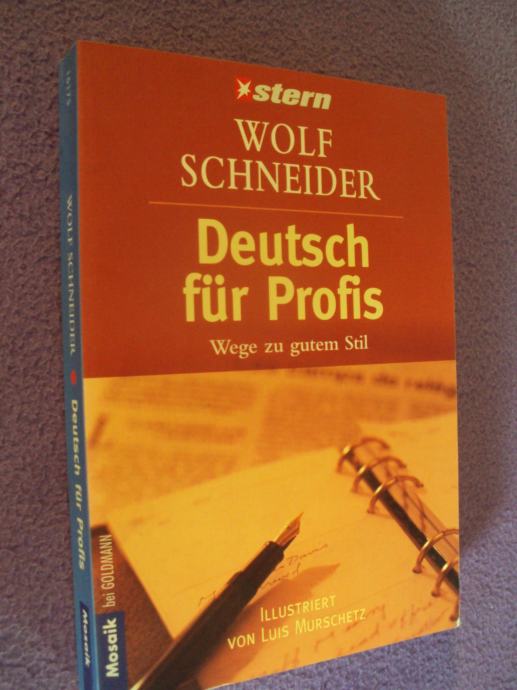 stern
WOLF
SCHNEIDER
Deutsch
für Profis
Wege zu gutem Stil
ILLUSTRIERT
VON LUIS MURSCHETZ
Mosaik bei GOLDMANN
WOLF SCHNEIDER • Deutsch für Profis
Mosaik